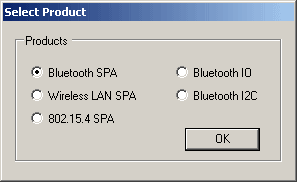 Select Product
Products
Bluetooth SPA
Bluetooth IO
Wireless LAN SPA
Bluetooth I2C
802.15.4 SPA
OK